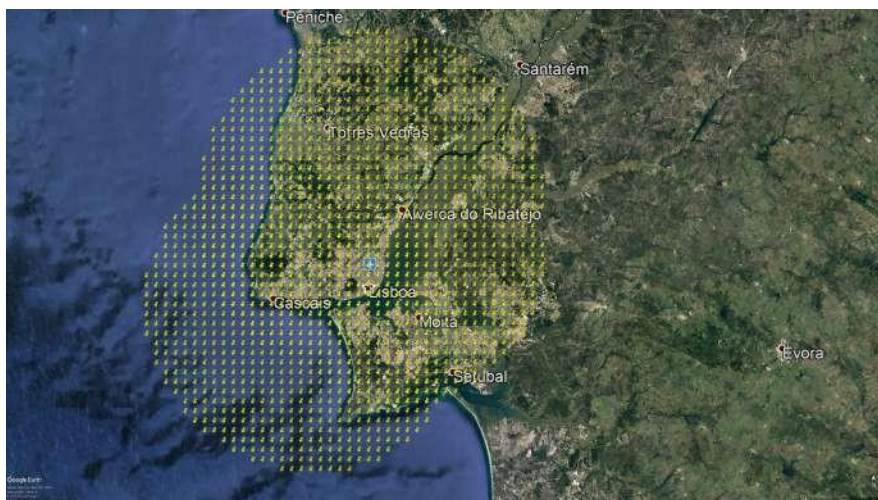 Peniche
Santarém
Torres Vedras
Alverca do Ribatejo
Lisboa
Cascais
Moita
Évora
Setúbal
Google Earth